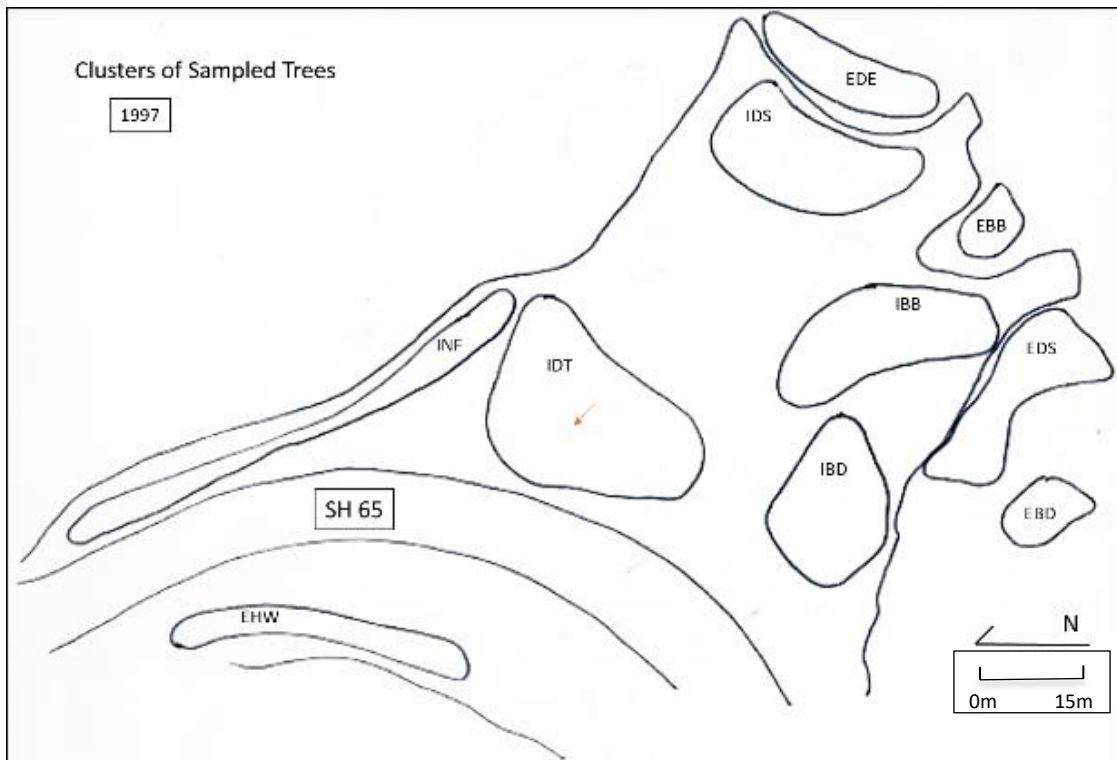 Clusters of Sampled Trees
1997
EDE
IDS
EBB
IBB
INF
EDS
IDT
IBD
SH 65
EBD
EHW
N
0m 15m